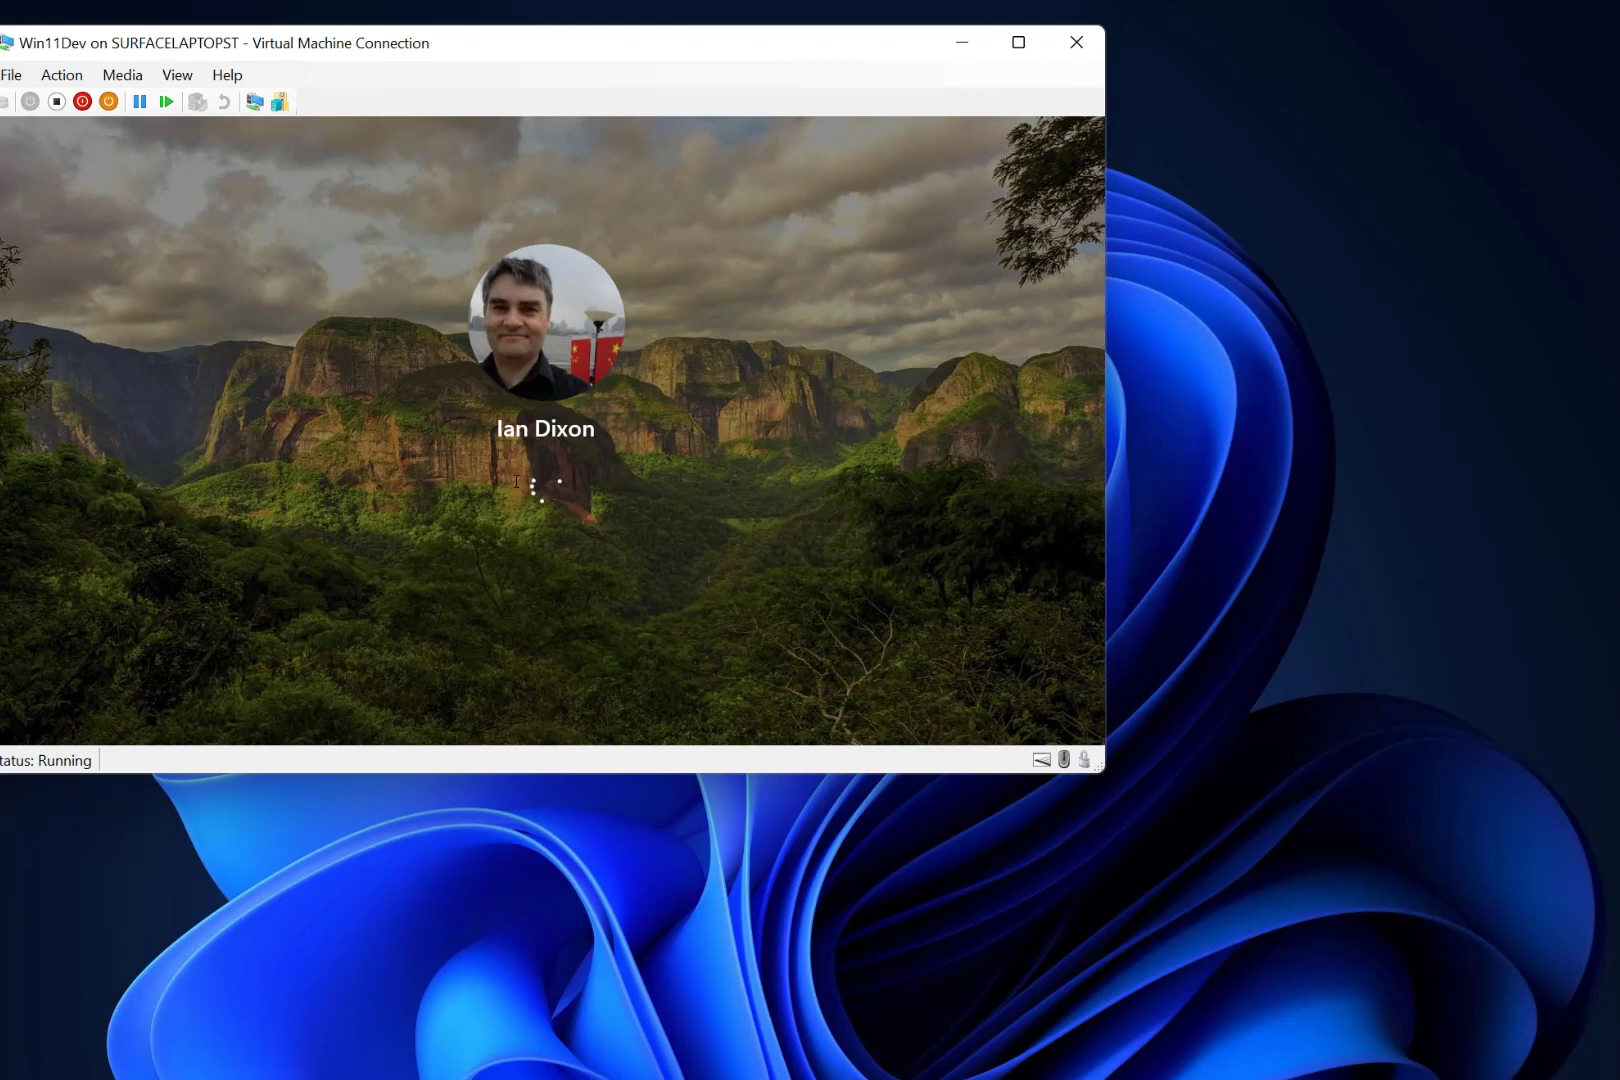 Win11Dev on SURFACELAPTOPST - Virtual Machine Connection
File Action Media View Help
Ian Dixon
tatus: Running